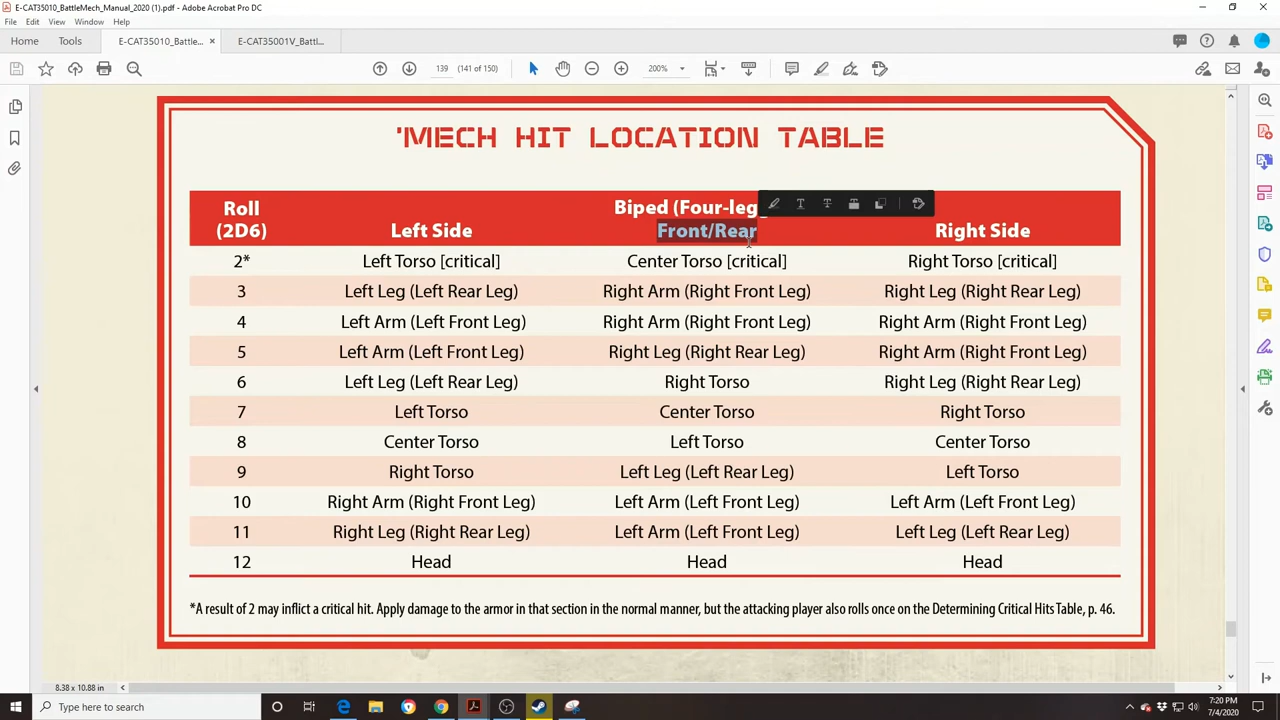 E-CAT35010_BattleMech_Manual_2020 (1).pdf - Adobe Acrobat Pro DC
File Edit View Window Help
Home Tools E-CAT35010_Battle... × E-CAT35001V_Battl...
139 (141 of 150) 200%
'MECH HIT LOCATION TABLE
Roll (2D6) Left Side Biped (Four-leg Front/Rear Right Side
2* Left Torso [critical] Center Torso [critical] Right Torso [critical]
3 Left Leg (Left Rear Leg) Right Arm (Right Front Leg) Right Leg (Right Rear Leg)
4 Left Arm (Left Front Leg) Right Arm (Right Front Leg) Right Arm (Right Front Leg)
5 Left Arm (Left Front Leg) Right Leg (Right Rear Leg) Right Arm (Right Front Leg)
6 Left Leg (Left Rear Leg) Right Torso Right Leg (Right Rear Leg)
7 Left Torso Center Torso Right Torso
8 Center Torso Left Torso Center Torso
9 Right Torso Left Leg (Left Rear Leg) Left Torso
10 Right Arm (Right Front Leg) Left Arm (Left Front Leg) Left Arm (Left Front Leg)
11 Right Leg (Right Rear Leg) Left Arm (Left Front Leg) Left Leg (Left Rear Leg)
12 Head Head Head
*A result of 2 may inflict a critical hit. Apply damage to the armor in that section in the normal manner, but the attacking player also rolls once on the Determining Critical Hits Table, p. 46.
8.38 x 10.88 in
Type here to search
7:20 PM
7/4/2020